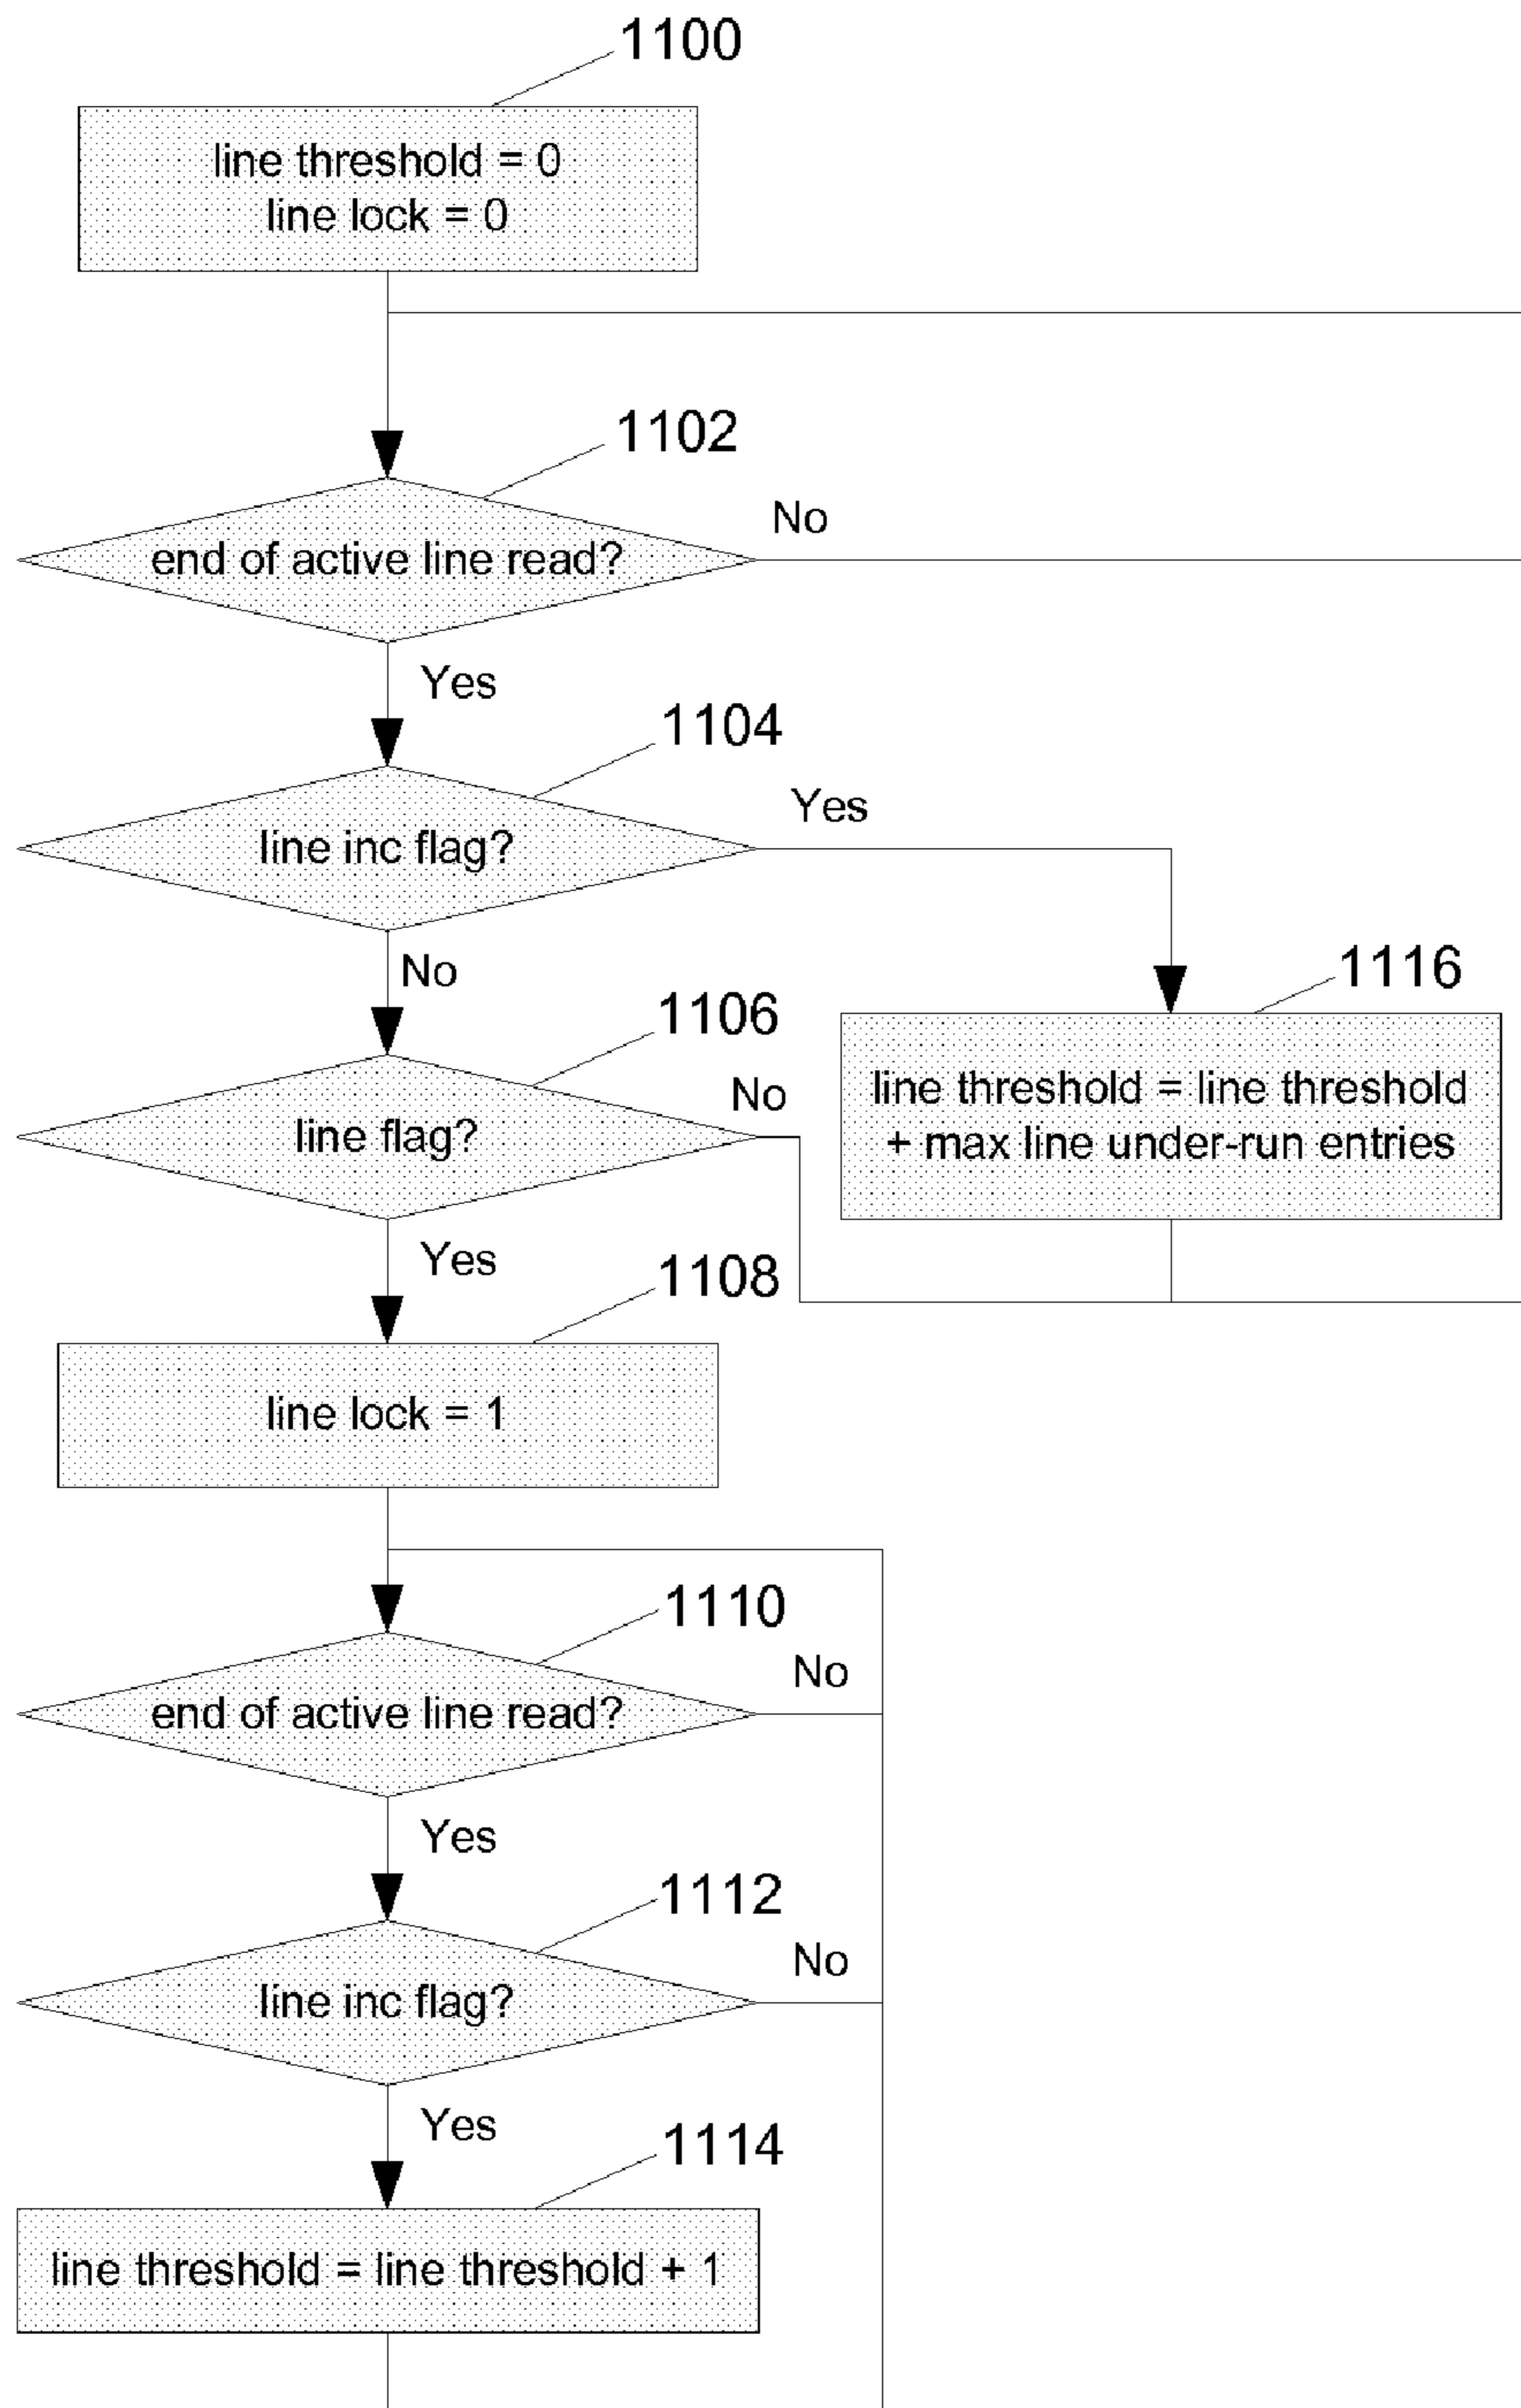 1100
line threshold = 0
line lock = 0
1102
end of active line read?
No
Yes
1104
line inc flag?
Yes
No
1116
line threshold = line threshold
+ max line under-run entries
1106
line flag?
No
Yes
1108
line lock = 1
1110
end of active line read?
No
Yes
1112
line inc flag?
No
Yes
1114
line threshold = line threshold + 1